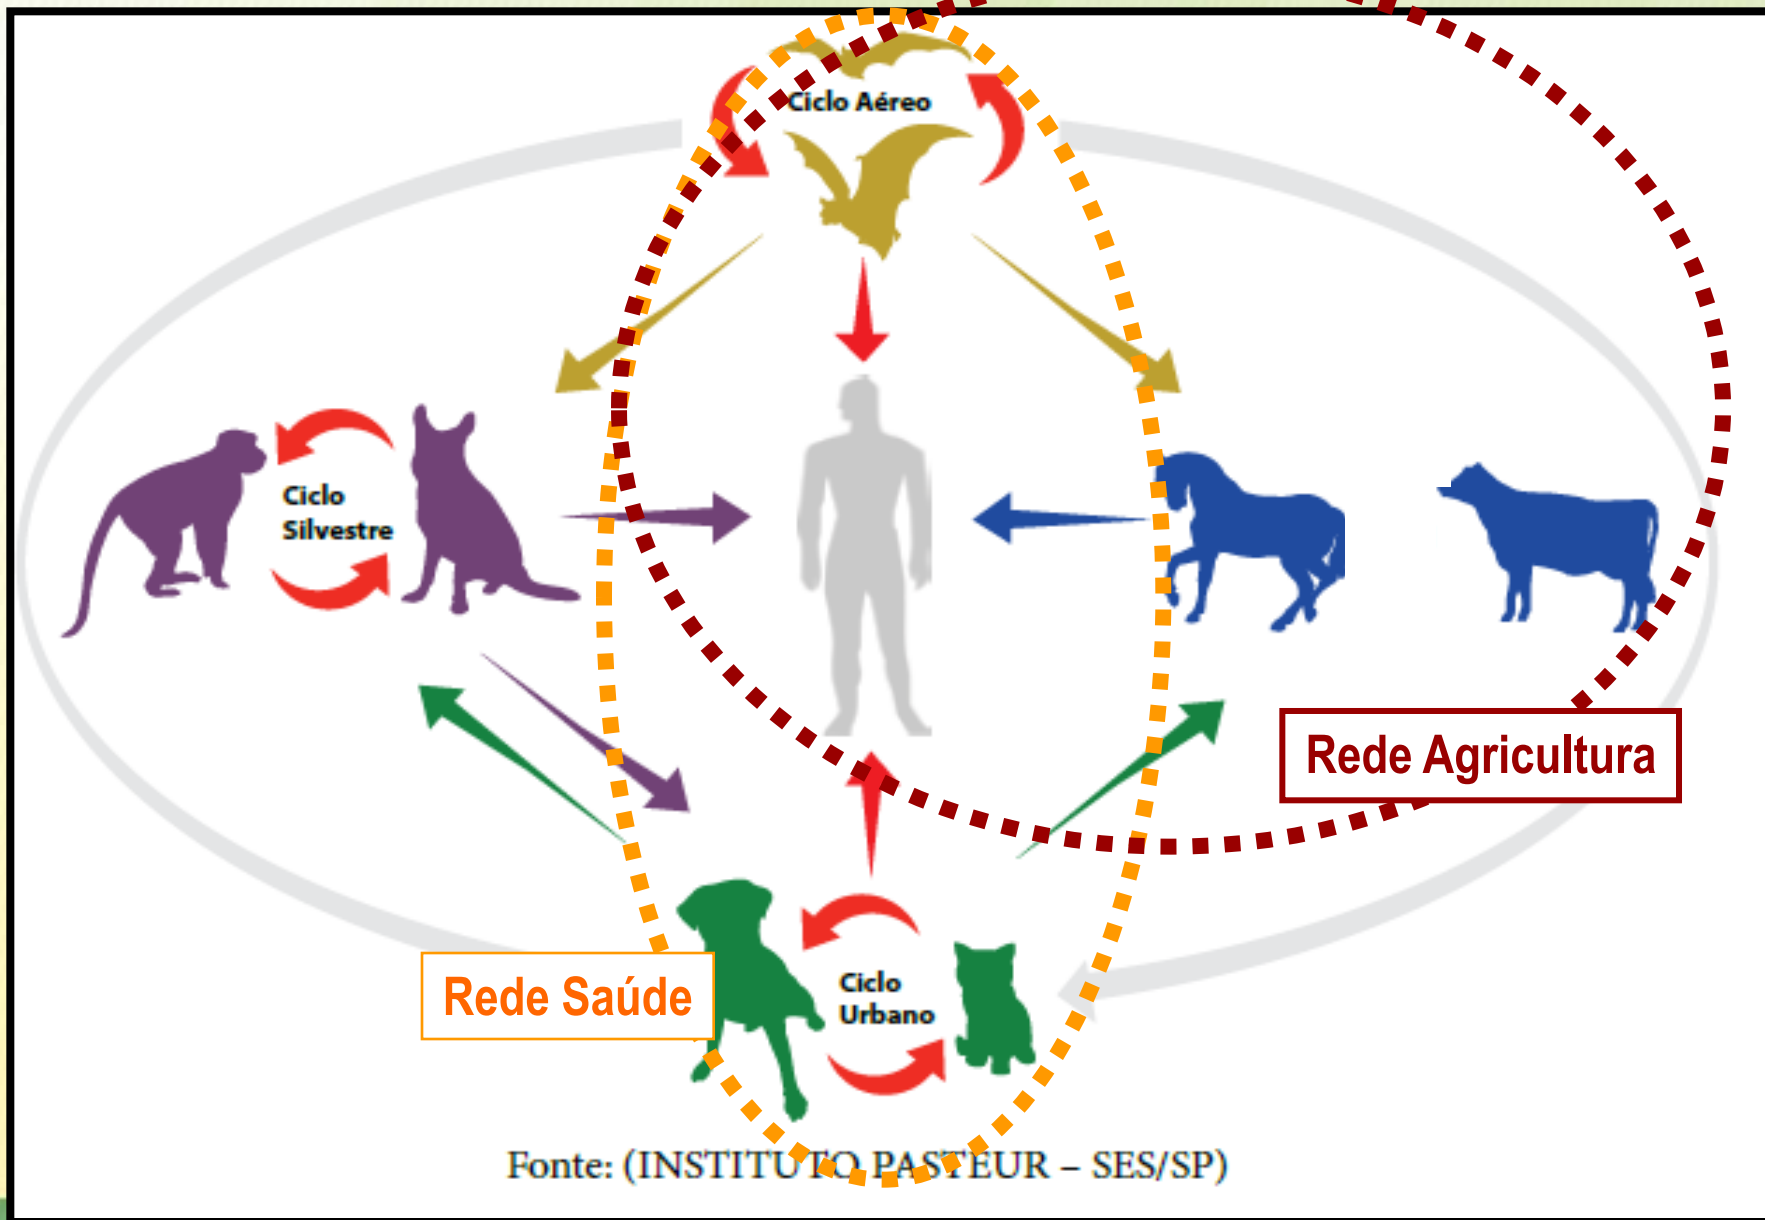 Ciclo Aéreo
Ciclo
Silvestre
Rede Agricultura
Rede Saúde
Ciclo
Urbano
Fonte: (INSTITUTO PASTEUR – SES/SP)